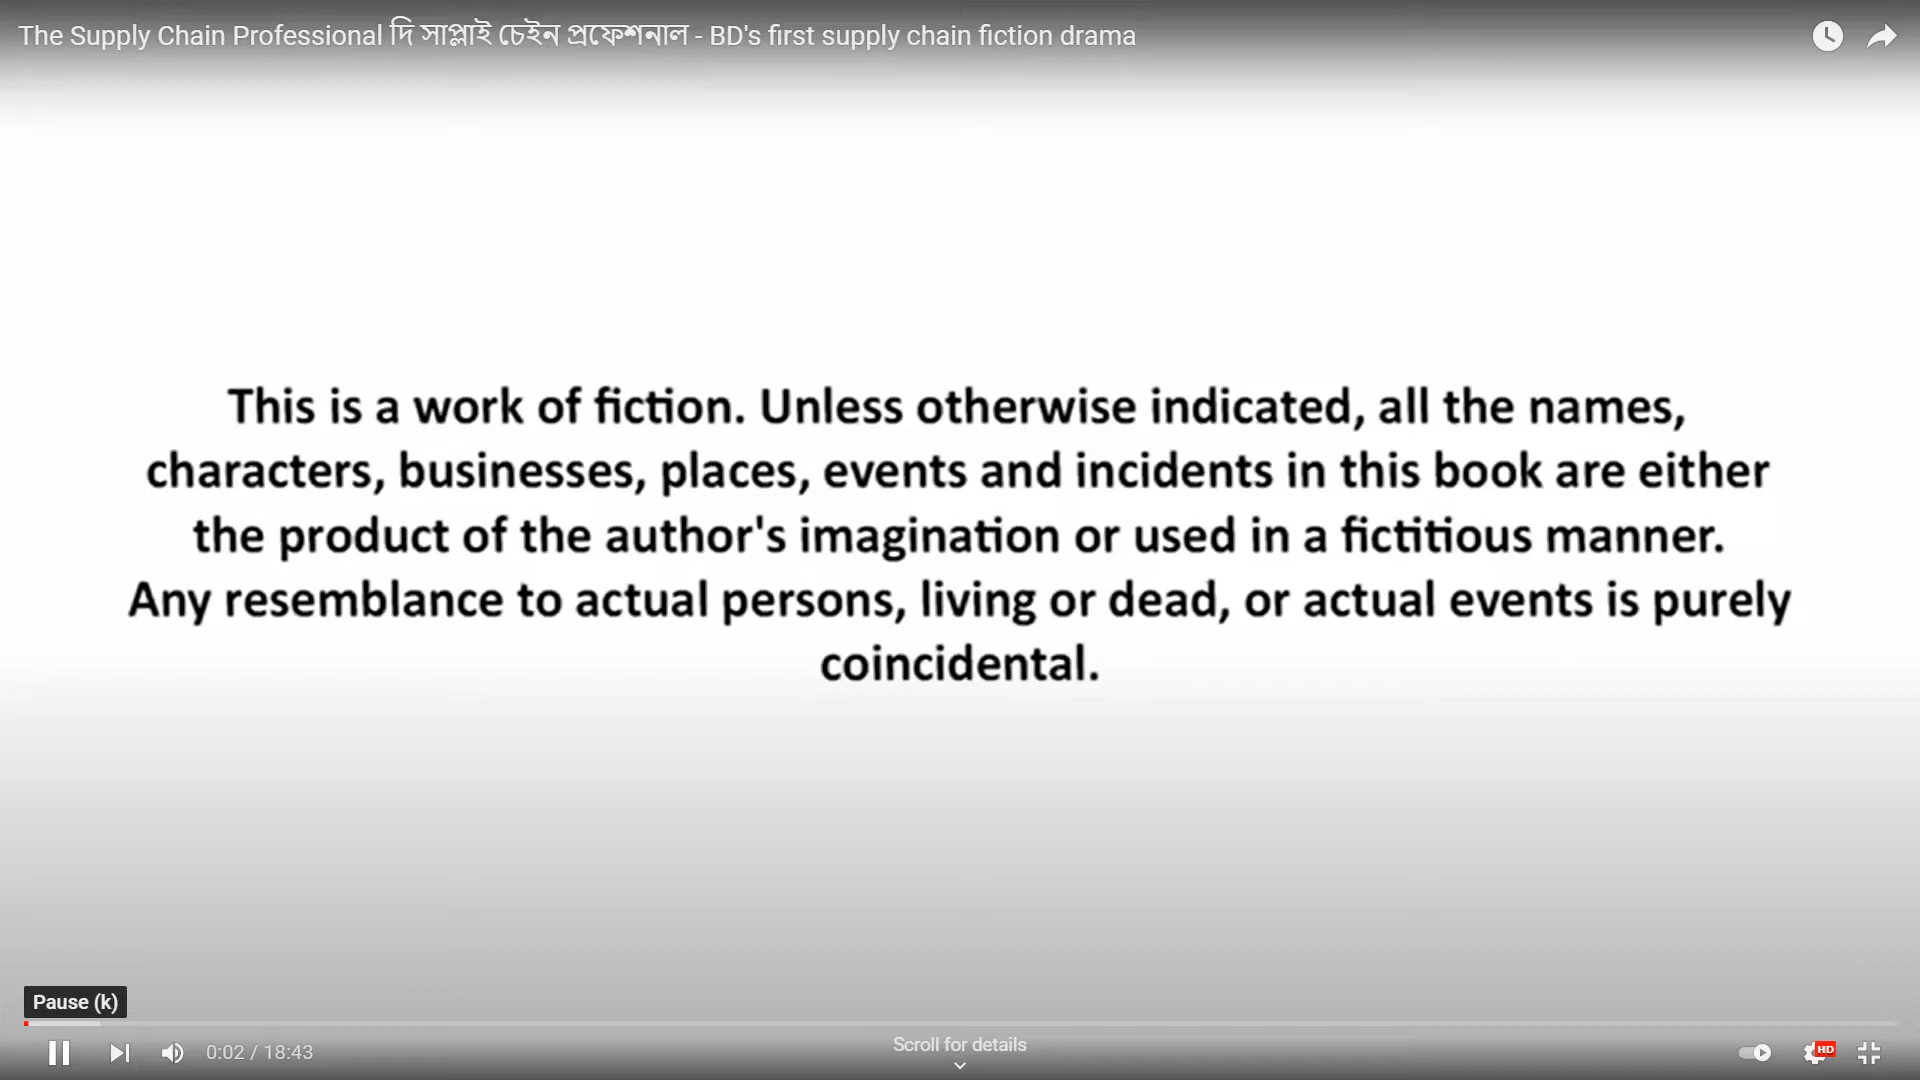 The Supply Chain Professional দি সাপ্লাই চেইন প্রফেশনাল - BD's first supply chain fiction drama
This is a work of fiction. Unless otherwise indicated, all the names,
characters, businesses, places, events and incidents in this book are either
the product of the author's imagination or used in a fictitious manner.
Any resemblance to actual persons, living or dead, or actual events is purely
coincidental.
Pause (k)
0:02 / 18:43
Scroll for details
HD